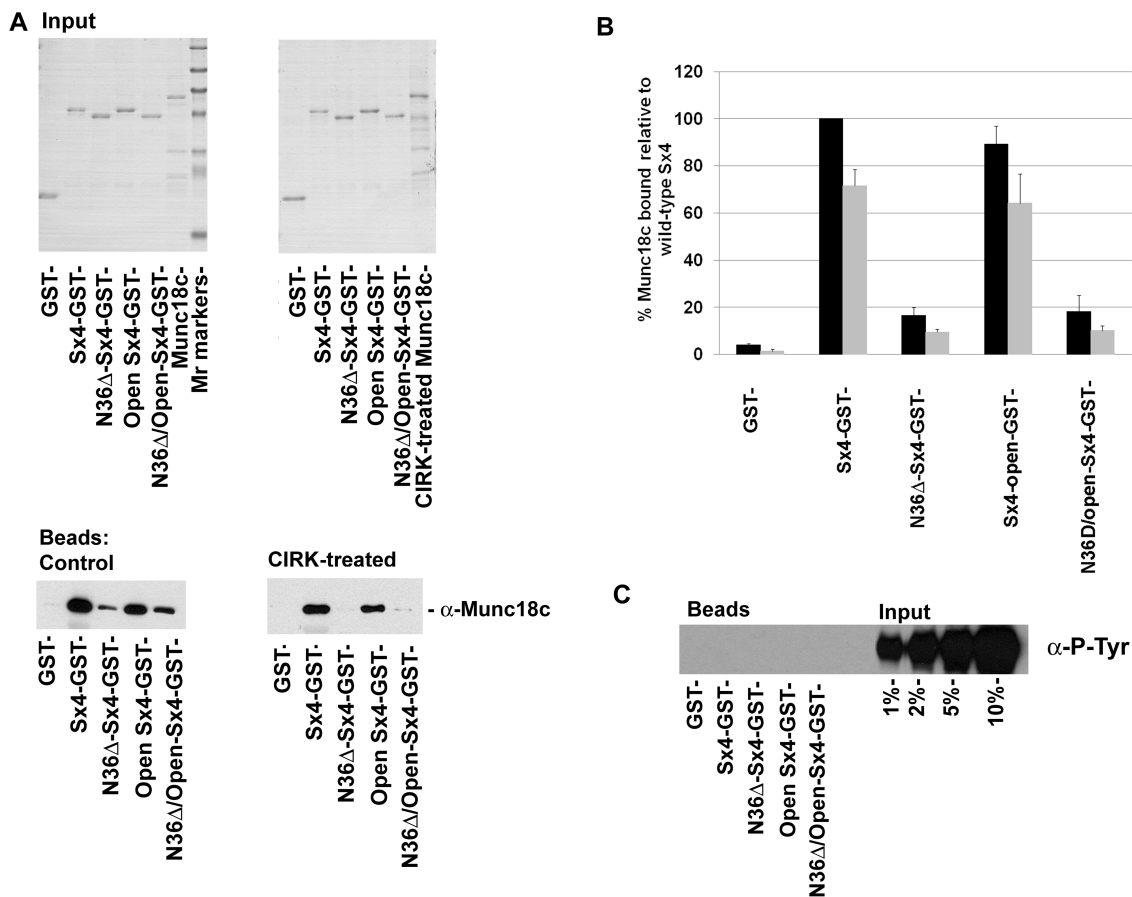 A
Input
GST-
Sx4-GST-
N36Δ-Sx4-GST-
Open Sx4-GST-
N36Δ/Open-Sx4-GST-
Munc18c-
Mr markers-
GST-
Sx4-GST-
N36Δ-Sx4-GST-
Open Sx4-GST-
N36Δ/Open-Sx4-GST-
CIRK-treated Munc18c-
Beads:
Control
CIRK-treated
- α-Munc18c
GST-
Sx4-GST-
N36Δ-Sx4-GST-
Open Sx4-GST-
N36Δ/Open-Sx4-GST-
GST-
Sx4-GST-
N36Δ-Sx4-GST-
Open Sx4-GST-
N36Δ/Open-Sx4-GST-
B
% Munc18c bound relative to
wild-type Sx4
120
100
80
60
40
20
0
GST-
Sx4-GST-
N36Δ-Sx4-GST-
Sx4-open-GST-
N36D/open-Sx4-GST-
C
Beads
Input
α-P-Tyr
GST-
Sx4-GST-
N36Δ-Sx4-GST-
Open Sx4-GST-
N36Δ/Open-Sx4-GST-
1%-
2%-
5%-
10%-